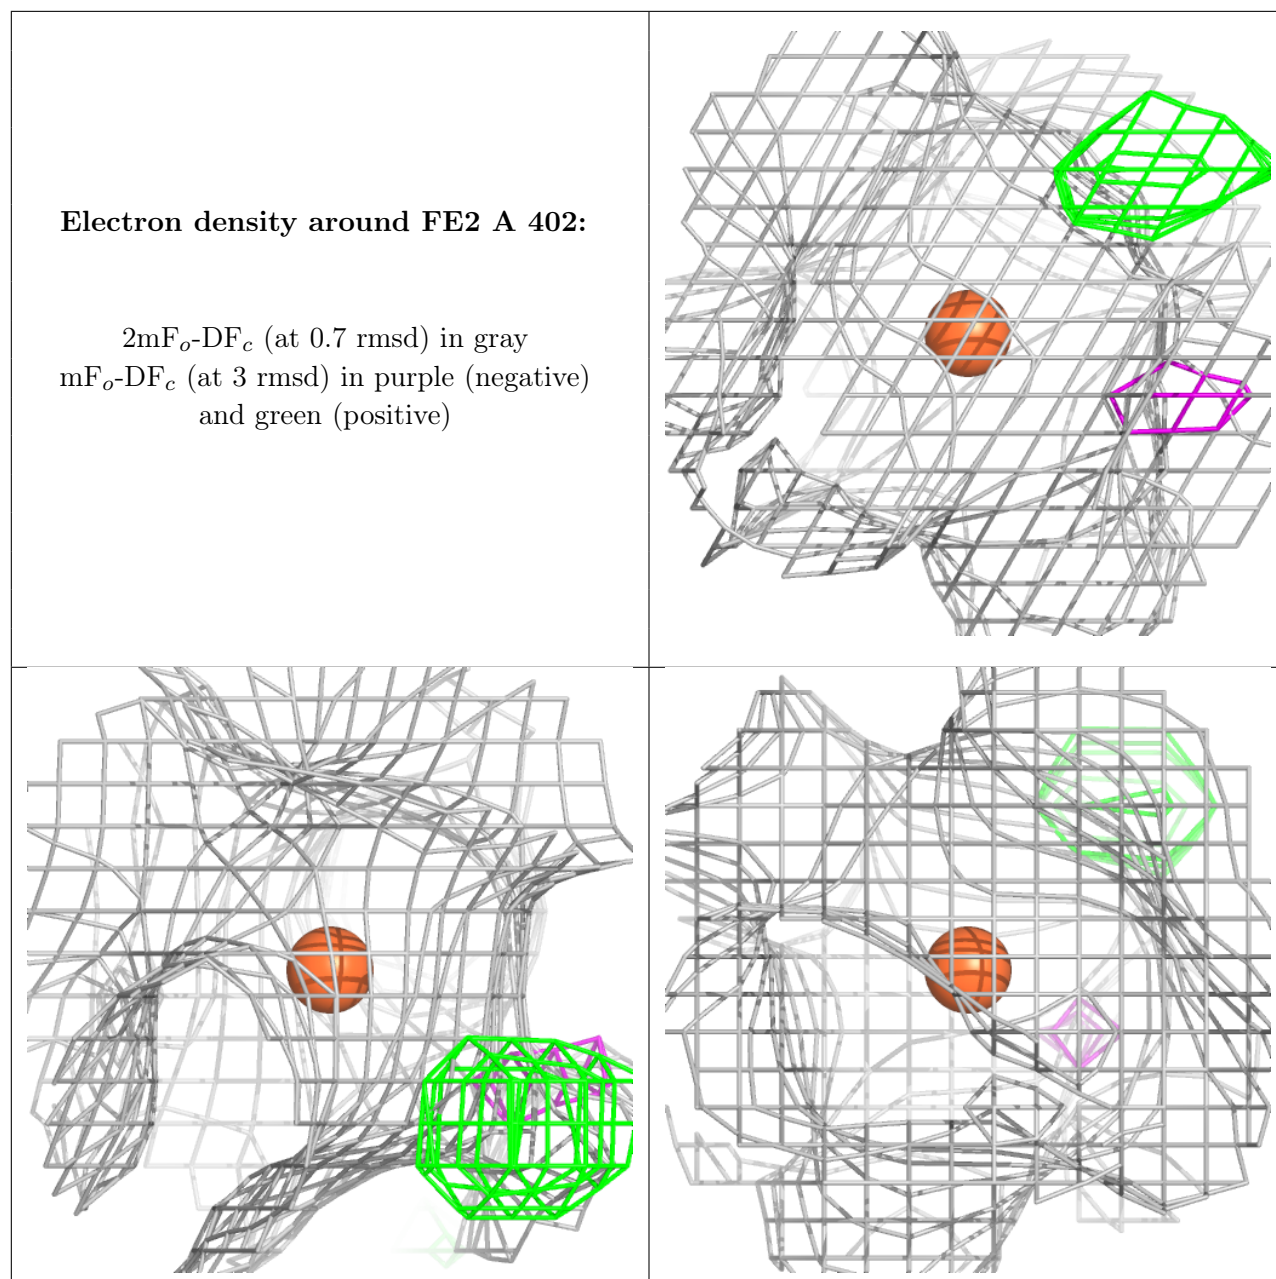 Electron density around FE2 A 402:
2mFo-DFc (at 0.7 rmsd) in gray
mFo-DFc (at 3 rmsd) in purple (negative)
and green (positive)